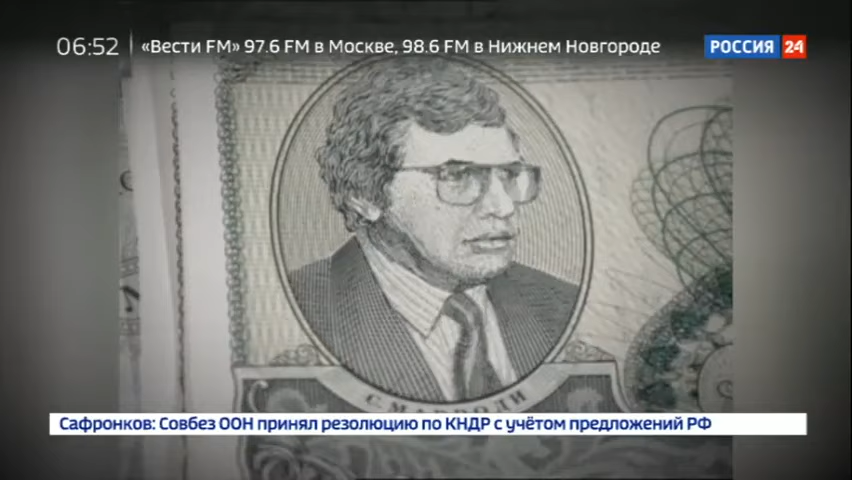 06:52
«Вести FM» 97.6 FM в Москве, 98.6 FM в Нижнем Новгороде
РОССИЯ 24
С. МАВРОДИ
Сафронков: Совбез ООН принял резолюцию по КНДР с учётом предложений РФ